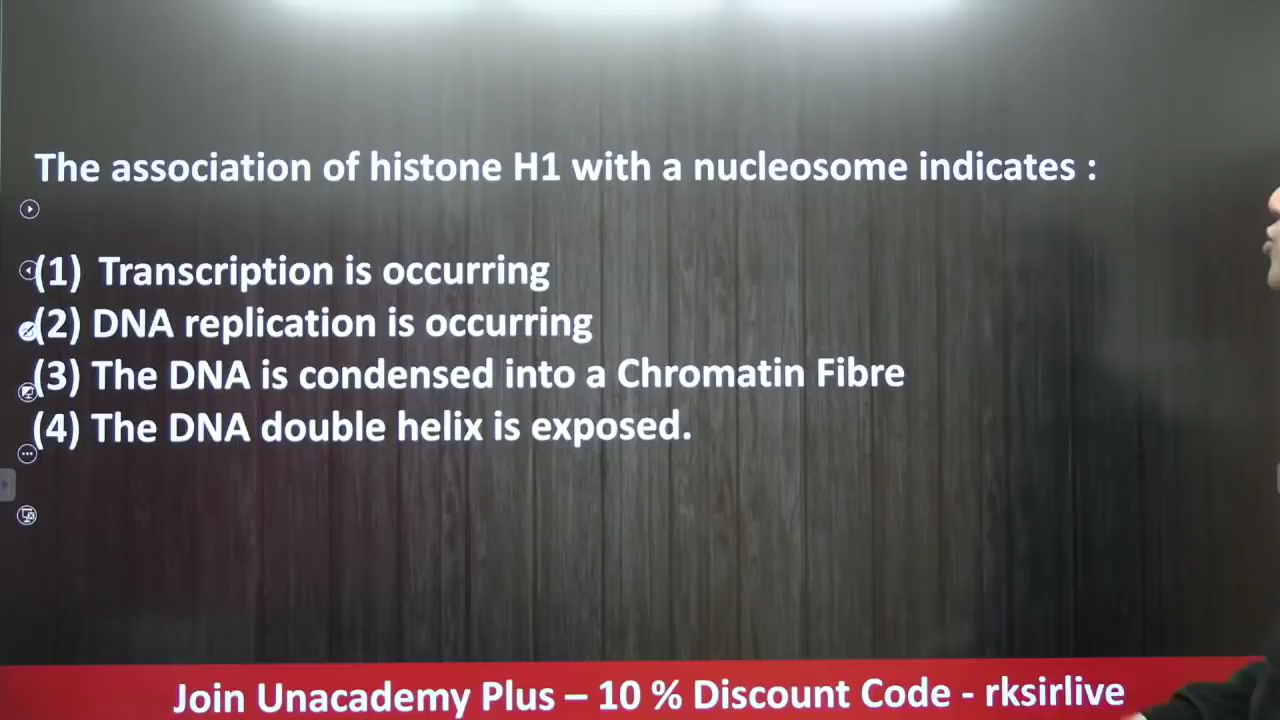 The association of histone H1 with a nucleosome indicates :
(1) Transcription is occurring
(2) DNA replication is occurring
(3) The DNA is condensed into a Chromatin Fibre
(4) The DNA double helix is exposed.
Join Unacademy Plus – 10 % Discount Code - rksirlive